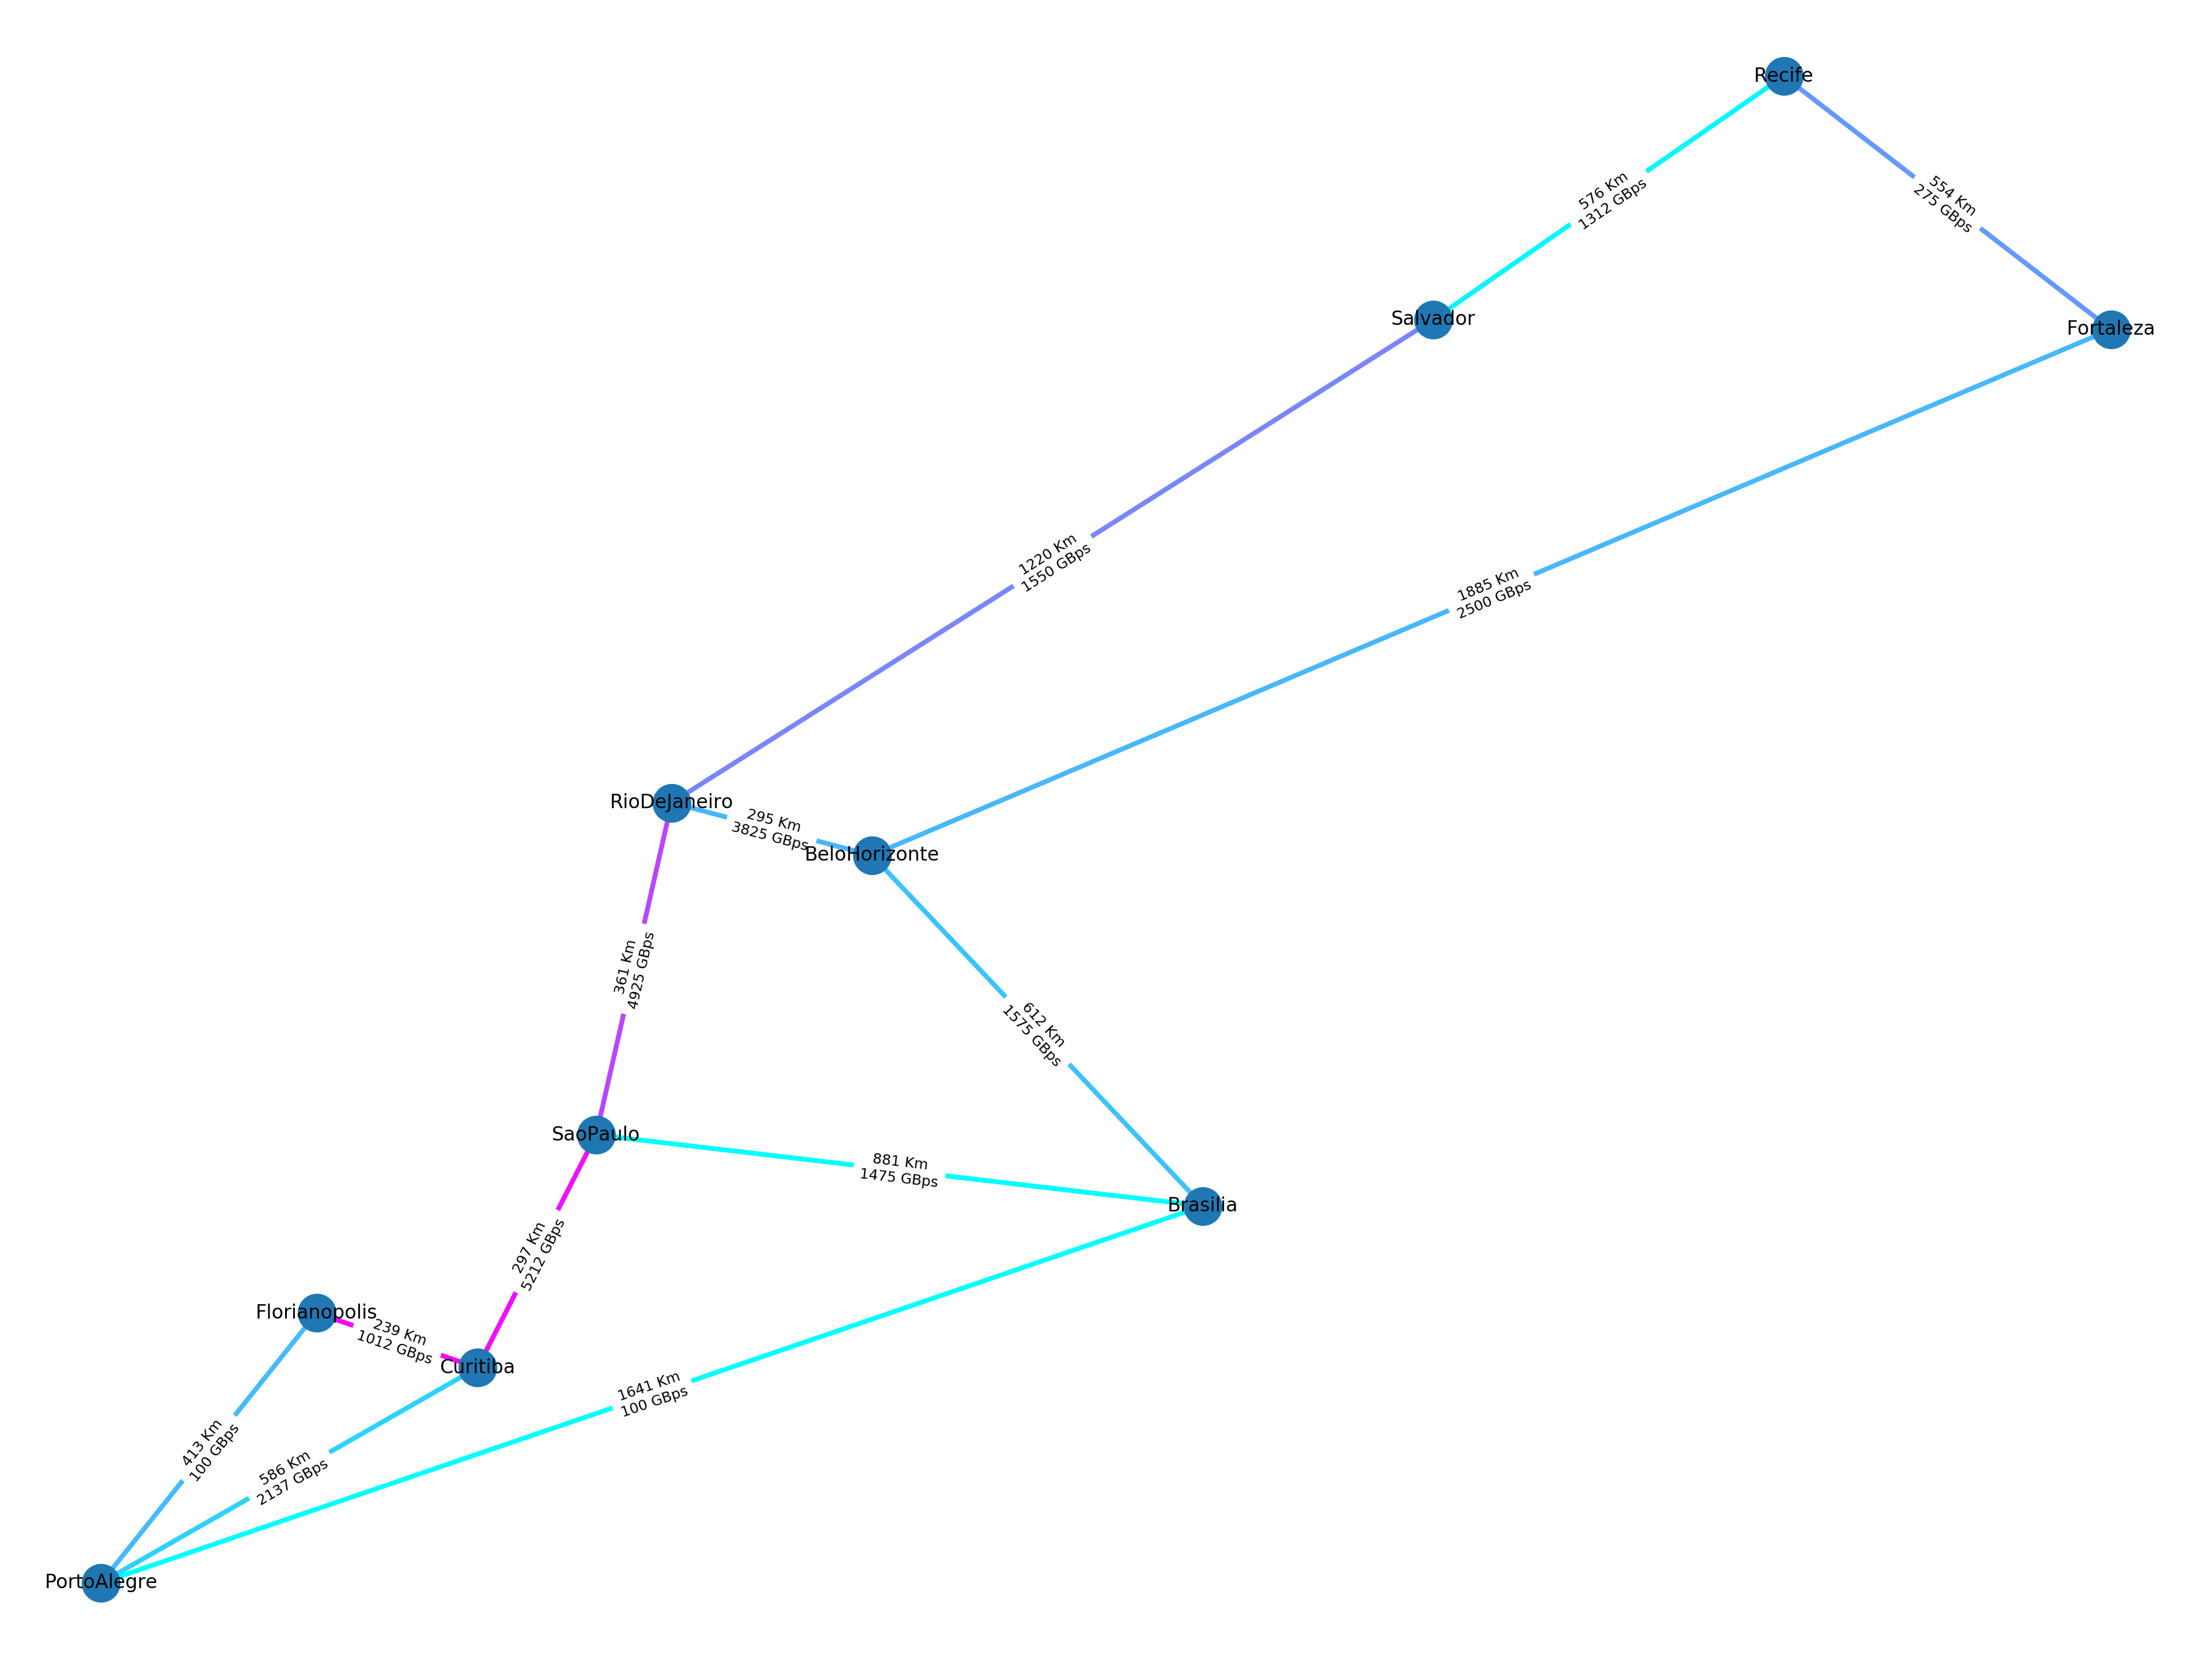 Recife
576 Km
1312 GBps
554 Km
275 GBps
Salvador
Fortaleza
1220 Km
1550 GBps
1885 Km
2500 GBps
RioDeJaneiro
295 Km
3825 GBps
BeloHorizonte
361 Km
4925 GBps
612 Km
1575 GBps
SaoPaulo
881 Km
1475 GBps
Brasilia
297 Km
5212 GBps
Florianopolis
239 Km
1012 GBps
Curitiba
1641 Km
100 GBps
413 Km
100 GBps
586 Km
2137 GBps
PortoAlegre